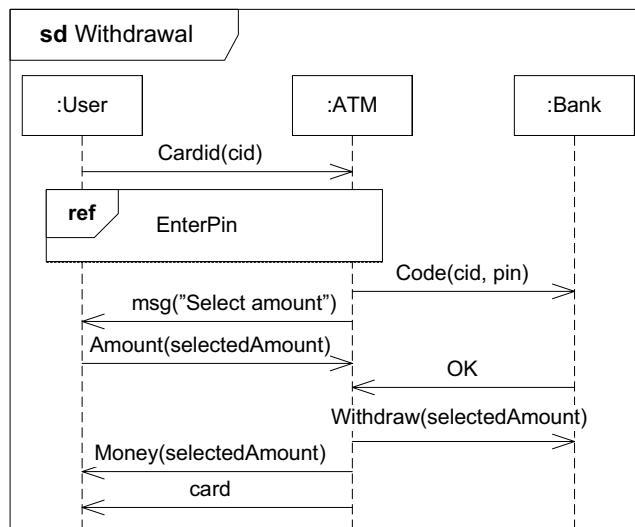 sd Withdrawal
:User
:ATM
:Bank
Cardid(cid)
ref
EnterPin
Code(cid, pin)
msg(”Select amount”)
Amount(selectedAmount)
OK
Withdraw(selectedAmount)
Money(selectedAmount)
card